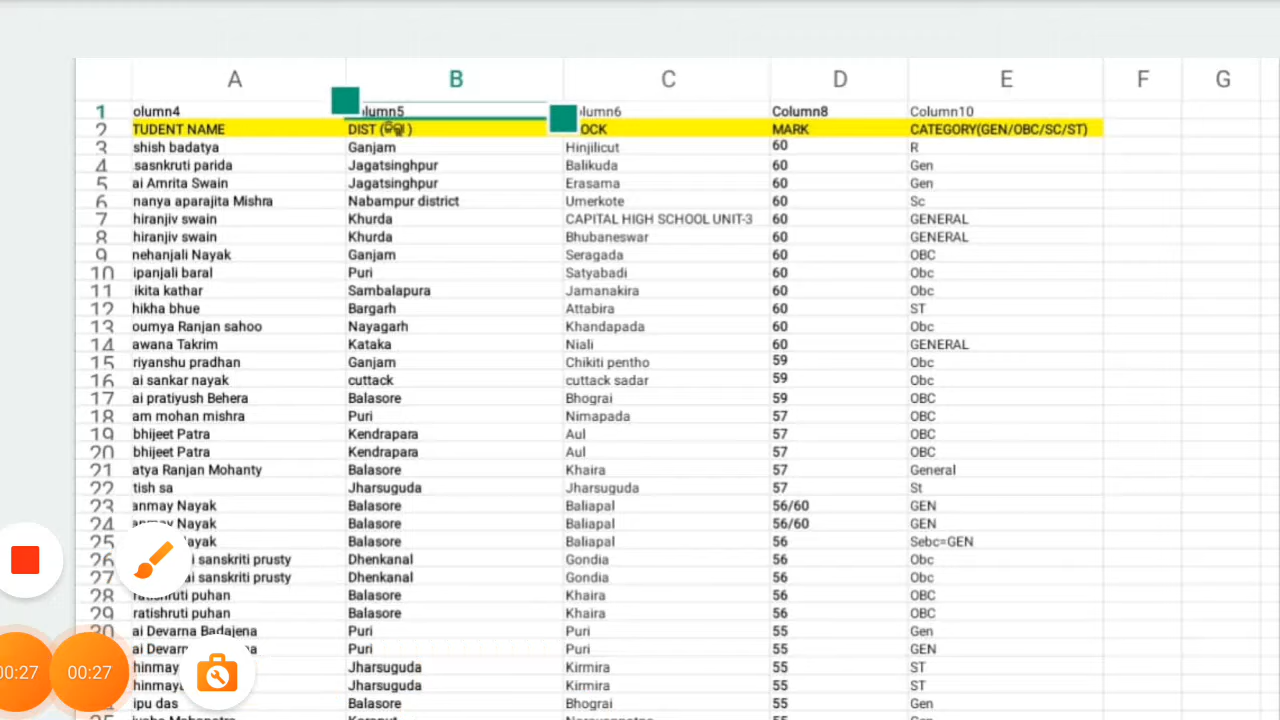 A B C D E F G
1 olumn4 lumn5 lumn6 Column8 Column10
2 TUDENT NAME DIST (ଜିଲ୍ଲା) OCK MARK CATEGORY(GEN/OBC/SC/ST)
3 shish badatya Ganjam Hinjilicut 60 R
4 sasnkruti parida Jagatsinghpur Balikuda 60 Gen
5 ai Amrita Swain Jagatsinghpur Erasama 60 Gen
6 nanya aparajita Mishra Nabampur district Umerkote 60 Sc
7 hiranjiv swain Khurda CAPITAL HIGH SCHOOL UNIT-3 60 GENERAL
8 hiranjiv swain Khurda Bhubaneswar 60 GENERAL
9 nehanjali Nayak Ganjam Seragada 60 OBC
10 ipanjali baral Puri Satyabadi 60 Obc
11 ikita kathar Sambalapura Jamanakira 60 Obc
12 hikha bhue Bargarh Attabira 60 ST
13 oumya Ranjan sahoo Nayagarh Khandapada 60 Obc
14 awana Takrim Kataka Niali 60 GENERAL
15 riyanshu pradhan Ganjam Chikiti pentho 59 Obc
16 ai sankar nayak cuttack cuttack sadar 59 Obc
17 ai pratiyush Behera Balasore Bhograi 59 OBC
18 am mohan mishra Puri Nimapada 57 OBC
19 bhijeet Patra Kendrapara Aul 57 OBC
20 bhijeet Patra Kendrapara Aul 57 OBC
21 atya Ranjan Mohanty Balasore Khaira 57 General
22 tish sa Jharsuguda Jharsuguda 57 St
23 anmay Nayak Balasore Baliapal 56/60 GEN
24 anmay Nayak Balasore Baliapal 56/60 GEN
25 ayak Balasore Baliapal 56 Sebc=GEN
26 i sanskriti prusty Dhenkanal Gondia 56 Obc
27 ai sanskriti prusty Dhenkanal Gondia 56 Obc
28 ratishruti puhan Balasore Khaira 56 OBC
29 ratishruti puhan Balasore Khaira 56 OBC
30 ai Devarna Badajena Puri Puri 55 Gen
ai Devarn a Puri Puri 55 GEN
hinmay Jharsuguda Kirmira 55 ST
hinmay Jharsuguda Kirmira 55 ST
ipu das Balasore Bhograi 55 Gen
00:27 00:27